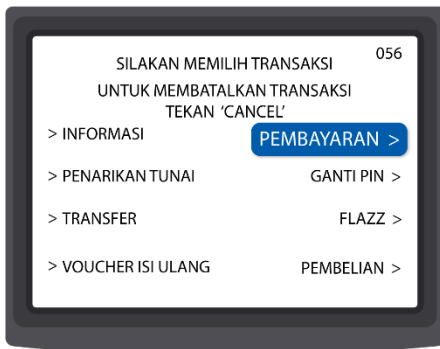 056
SILAKAN MEMILIH TRANSAKSI
UNTUK MEMBATALKAN TRANSAKSI
TEKAN 'CANCEL'
> INFORMASI
PEMBAYARAN >
> PENARIKAN TUNAI
GANTI PIN >
> TRANSFER
FLAZZ >
> VOUCHER ISI ULANG
PEMBELIAN >